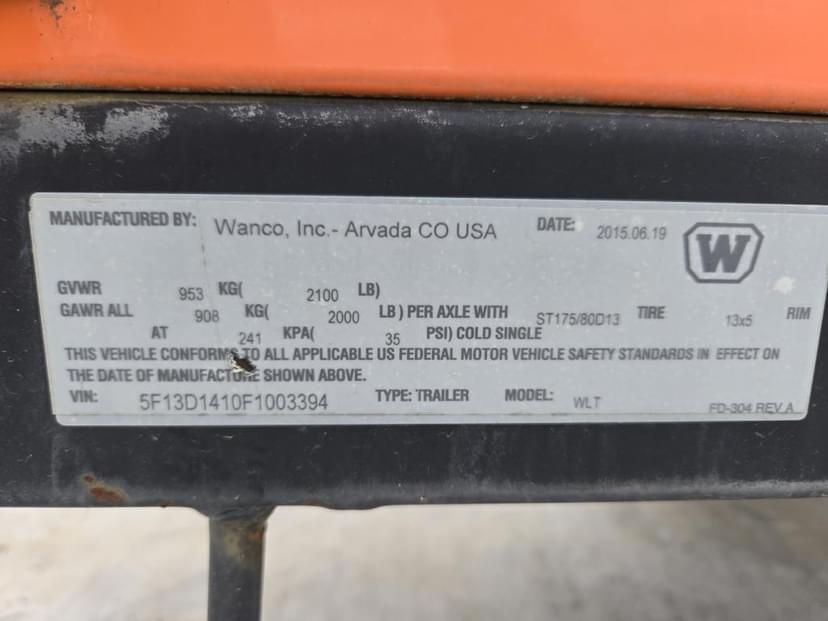 MANUFACTURED BY: Wanco, Inc.- Arvada CO USA DATE: 2015.06.19 W
GVWR 953 KG( 2100 LB)
GAWR ALL 908 KG( 2000 LB ) PER AXLE WITH ST175/80D13 TIRE 13x5 RIM
AT 241 KPA( 35 PSI) COLD SINGLE
THIS VEHICLE CONFORMS TO ALL APPLICABLE US FEDERAL MOTOR VEHICLE SAFETY STANDARDS IN EFFECT ON
THE DATE OF MANUFACTURE SHOWN ABOVE.
VIN: 5F13D1410F1003394 TYPE: TRAILER MODEL: WLT FD-304 REV A